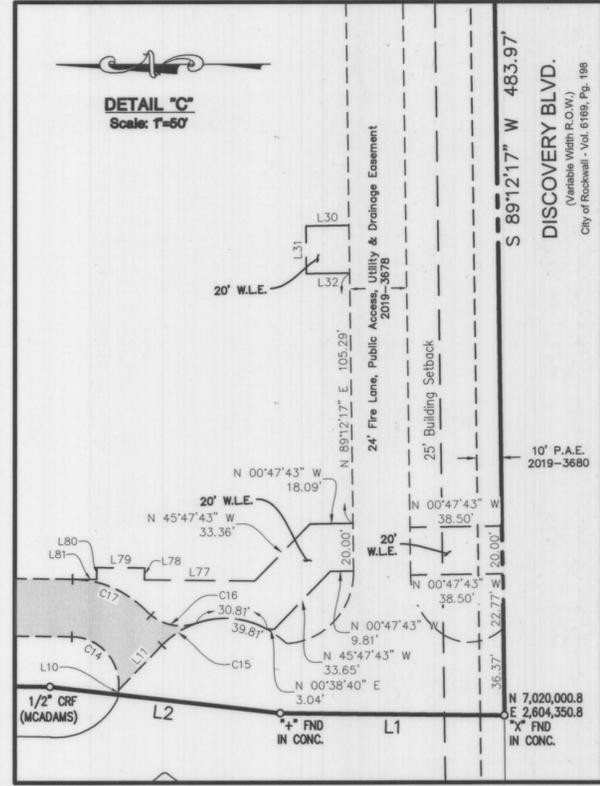 DETAIL "C"
Scale: 1"=50'
S 89°12'17" W 483.97'
DISCOVERY BLVD.
(Variable Width R.O.W.)
City of Rockwall - Vol. 6169, Pg. 198
L30
L31
L32
20' W.L.E.
24' Fire Lane, Public Access, Utility & Drainage Easement
2019-3678
N 89°12'17" E 105.29'
25' Building Setback
10' P.A.E.
2019-3680
N 00°47'43" W
18.09'
20' W.L.E.
N 45°47'43" W
33.36'
20.00'
N 00°47'43" W
38.50'
20'
W.L.E.
20.00'
N 00°47'43" W
38.50'
22.77'
L80
L81
L79
L78
L77
C17
C16
30.81'
39.81'
N 00°47'43" W
9.81'
C14
L11
C15
N 45°47'43" W
33.65'
N 00°38'40" E
3.04'
36.37'
L10
1/2" CRF
(MCADAMS)
L2
"+" FND
IN CONC.
L1
N 7,020,000.8
E 2,604,350.8
"X" FND
IN CONC.